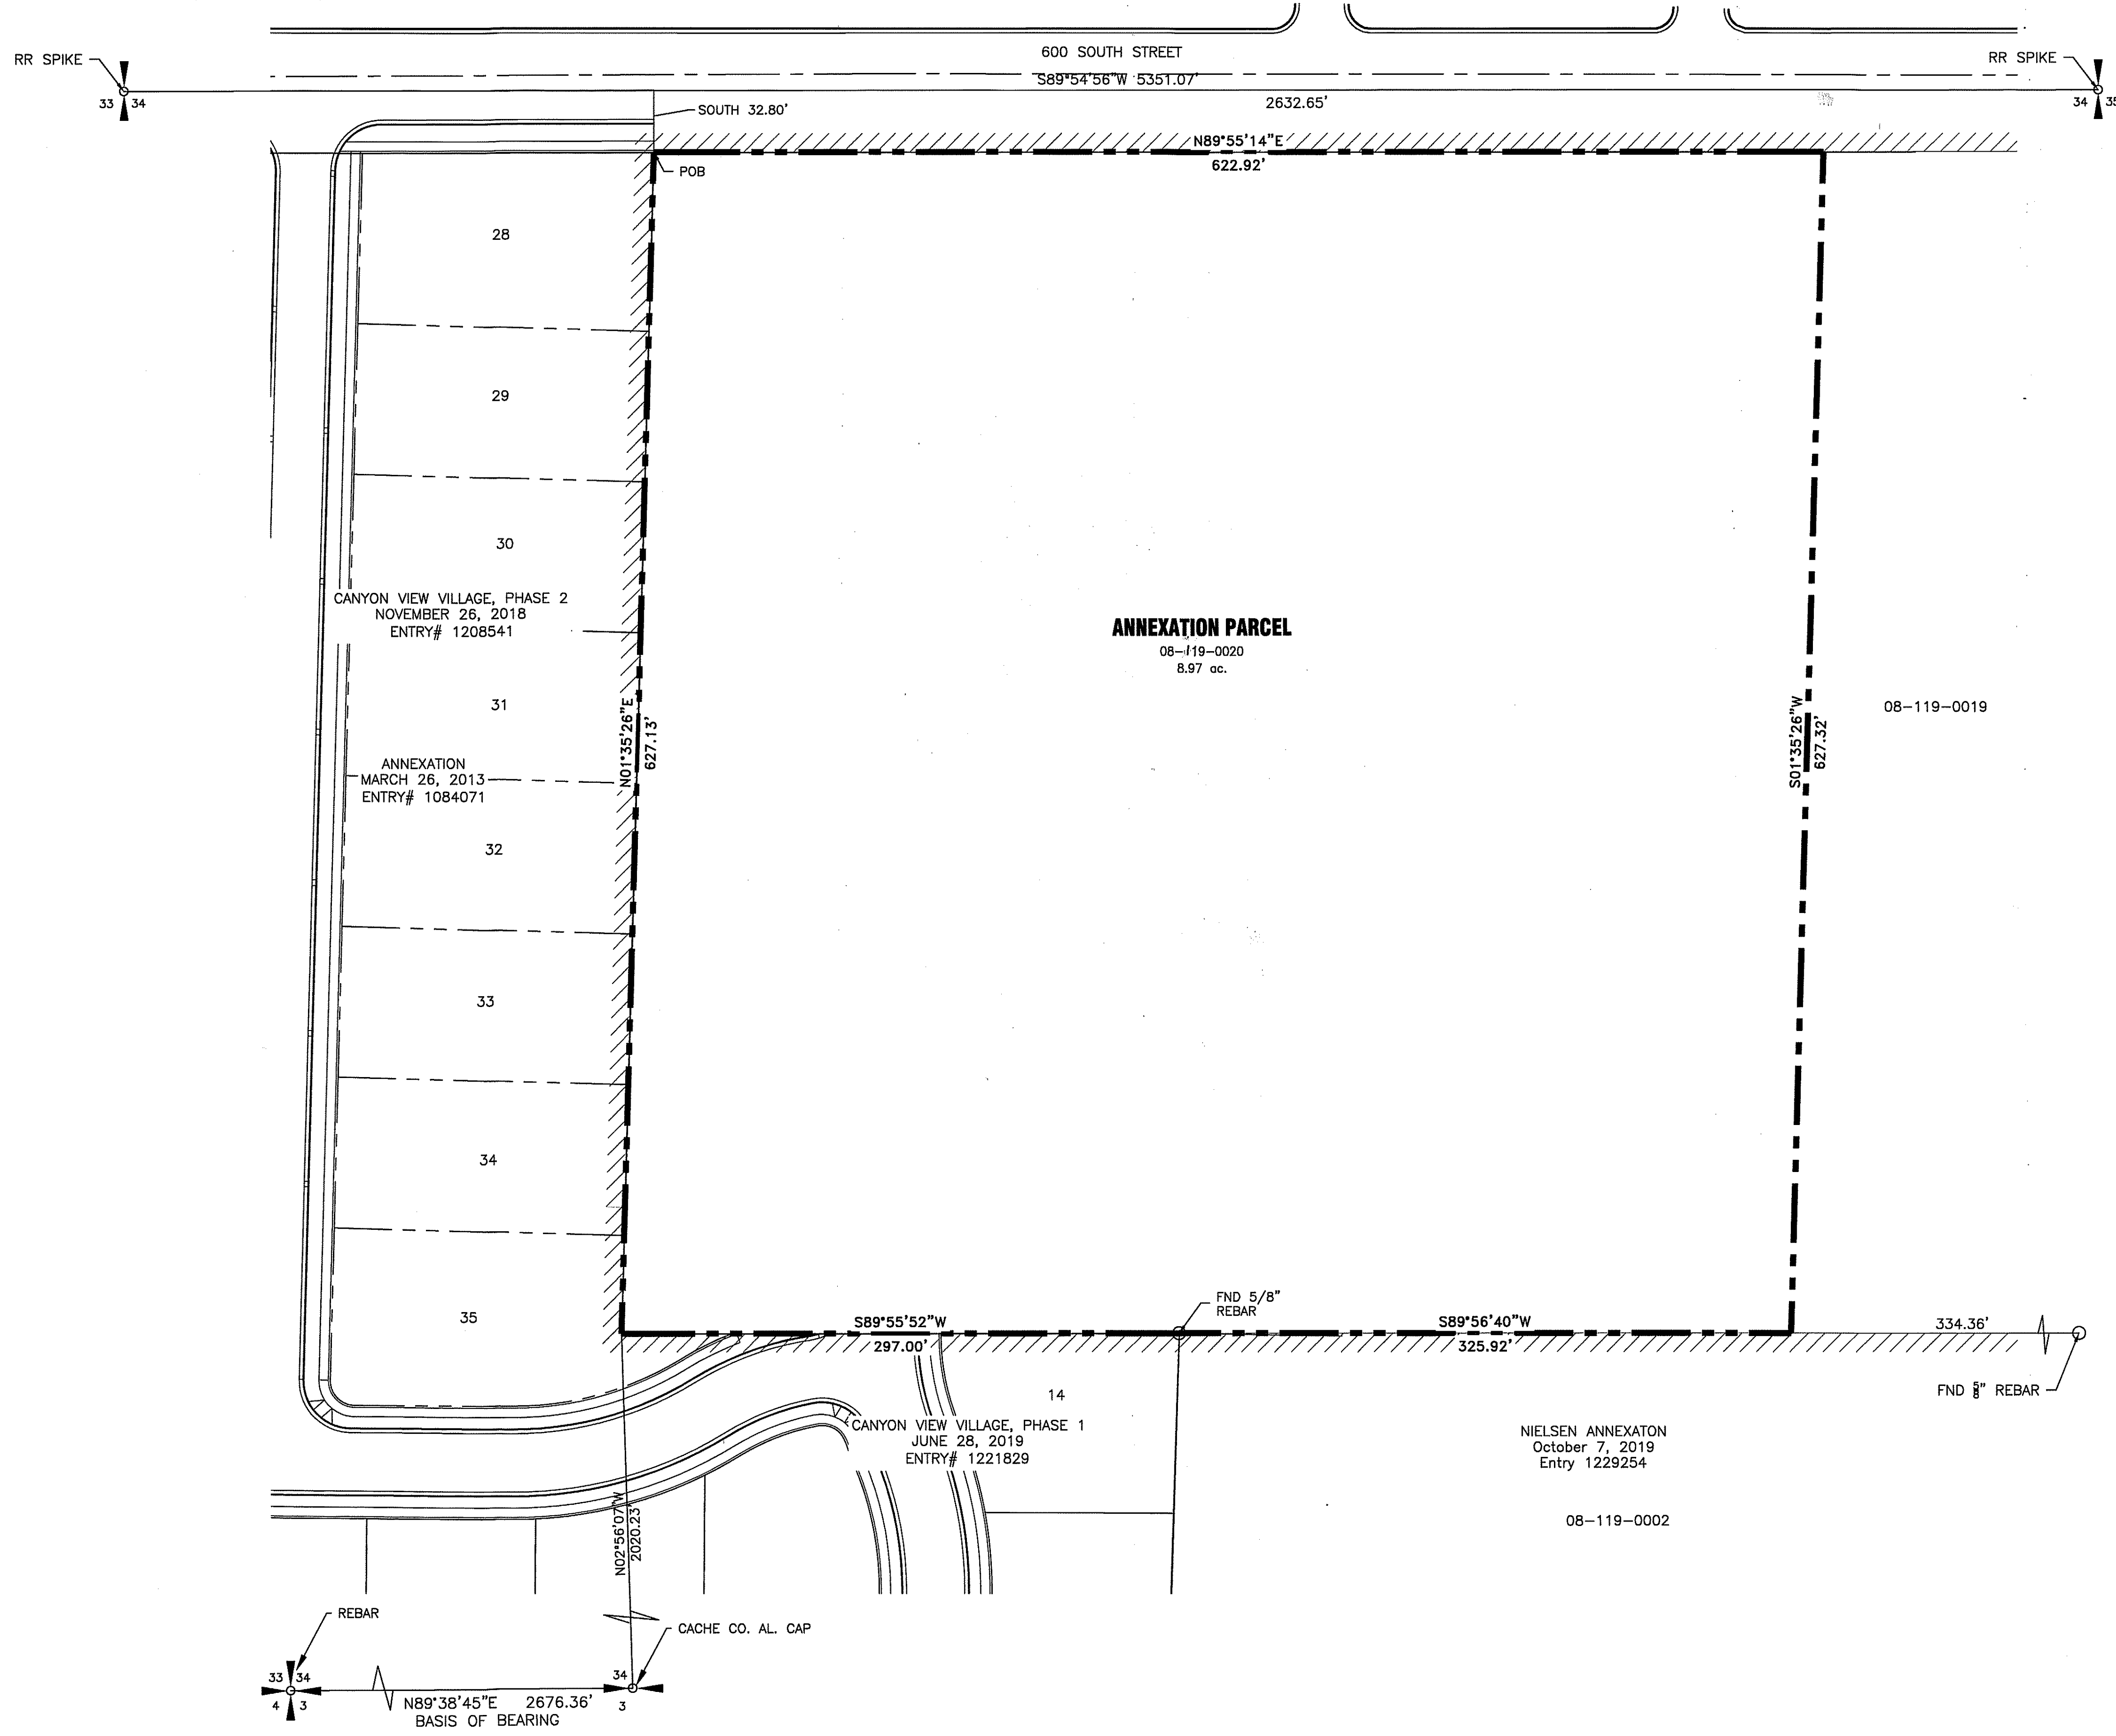 600 SOUTH STREET
RR SPIKE
RR SPIKE
S89°54'56"W 5351.07'
33 34
2632.65'
34 35
SOUTH 32.80'
N89°55'14"E
622.92'
POB
28
29
30
CANYON VIEW VILLAGE, PHASE 2
NOVEMBER 26, 2018
ENTRY# 1208541
ANNEXATION PARCEL
08-119-0020
8.97 ac.
31
N01°35'26"E
627.13'
S01°35'26"W
627.32'
08-119-0019
ANNEXATION
MARCH 26, 2013
ENTRY# 1084071
32
33
34
35
FND 5/8"
REBAR
S89°55'52"W
297.00'
S89°56'40"W
325.92'
334.36'
FND 5/8" REBAR
14
CANYON VIEW VILLAGE, PHASE 1
JUNE 28, 2019
ENTRY# 1221829
NIELSEN ANNEXATON
October 7, 2019
Entry 1229254
08-119-0002
N02°56'07"W
2020.23'
REBAR
CACHE CO. AL. CAP
33 34
4 3
34
3
N89°38'45"E 2676.36'
BASIS OF BEARING